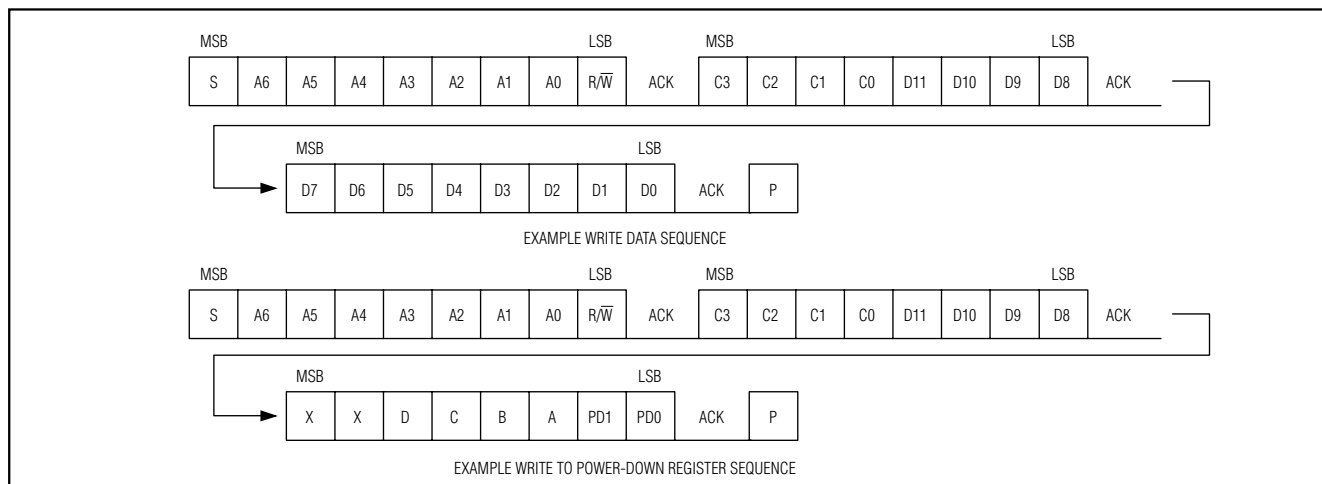 MSB LSB MSB LSB
S A6 A5 A4 A3 A2 A1 A0 R/W̅ ACK C3 C2 C1 C0 D11 D10 D9 D8 ACK
MSB LSB
D7 D6 D5 D4 D3 D2 D1 D0 ACK P
EXAMPLE WRITE DATA SEQUENCE
MSB LSB MSB LSB
S A6 A5 A4 A3 A2 A1 A0 R/W̅ ACK C3 C2 C1 C0 D11 D10 D9 D8 ACK
MSB LSB
X X D C B A PD1 PD0 ACK P
EXAMPLE WRITE TO POWER-DOWN REGISTER SEQUENCE